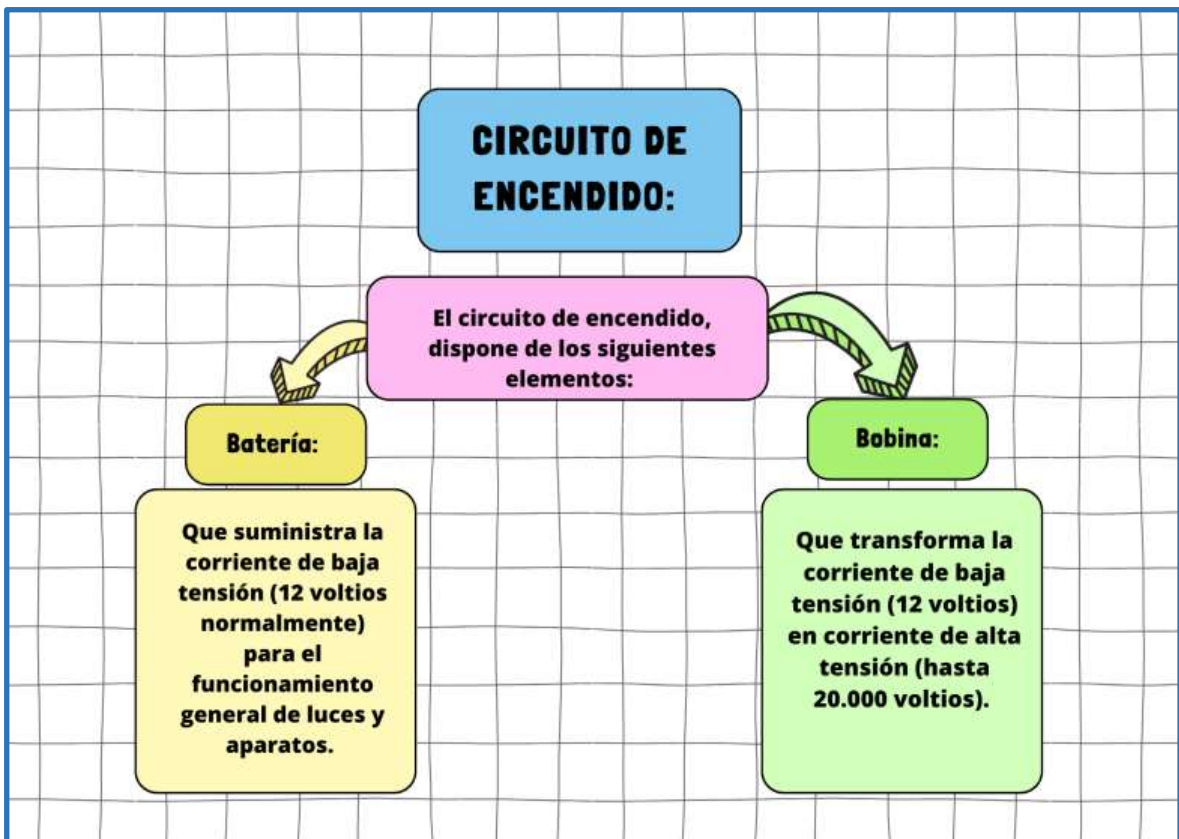 CIRCUITO DE
ENCENDIDO:
El circuito de encendido,
dispone de los siguientes
elementos:
Batería:
Que suministra la
corriente de baja
tensión (12 voltios
normalmente)
para el
funcionamiento
general de luces y
aparatos.
Bobina:
Que transforma la
corriente de baja
tensión (12 voltios)
en corriente de alta
tensión (hasta
20.000 voltios).